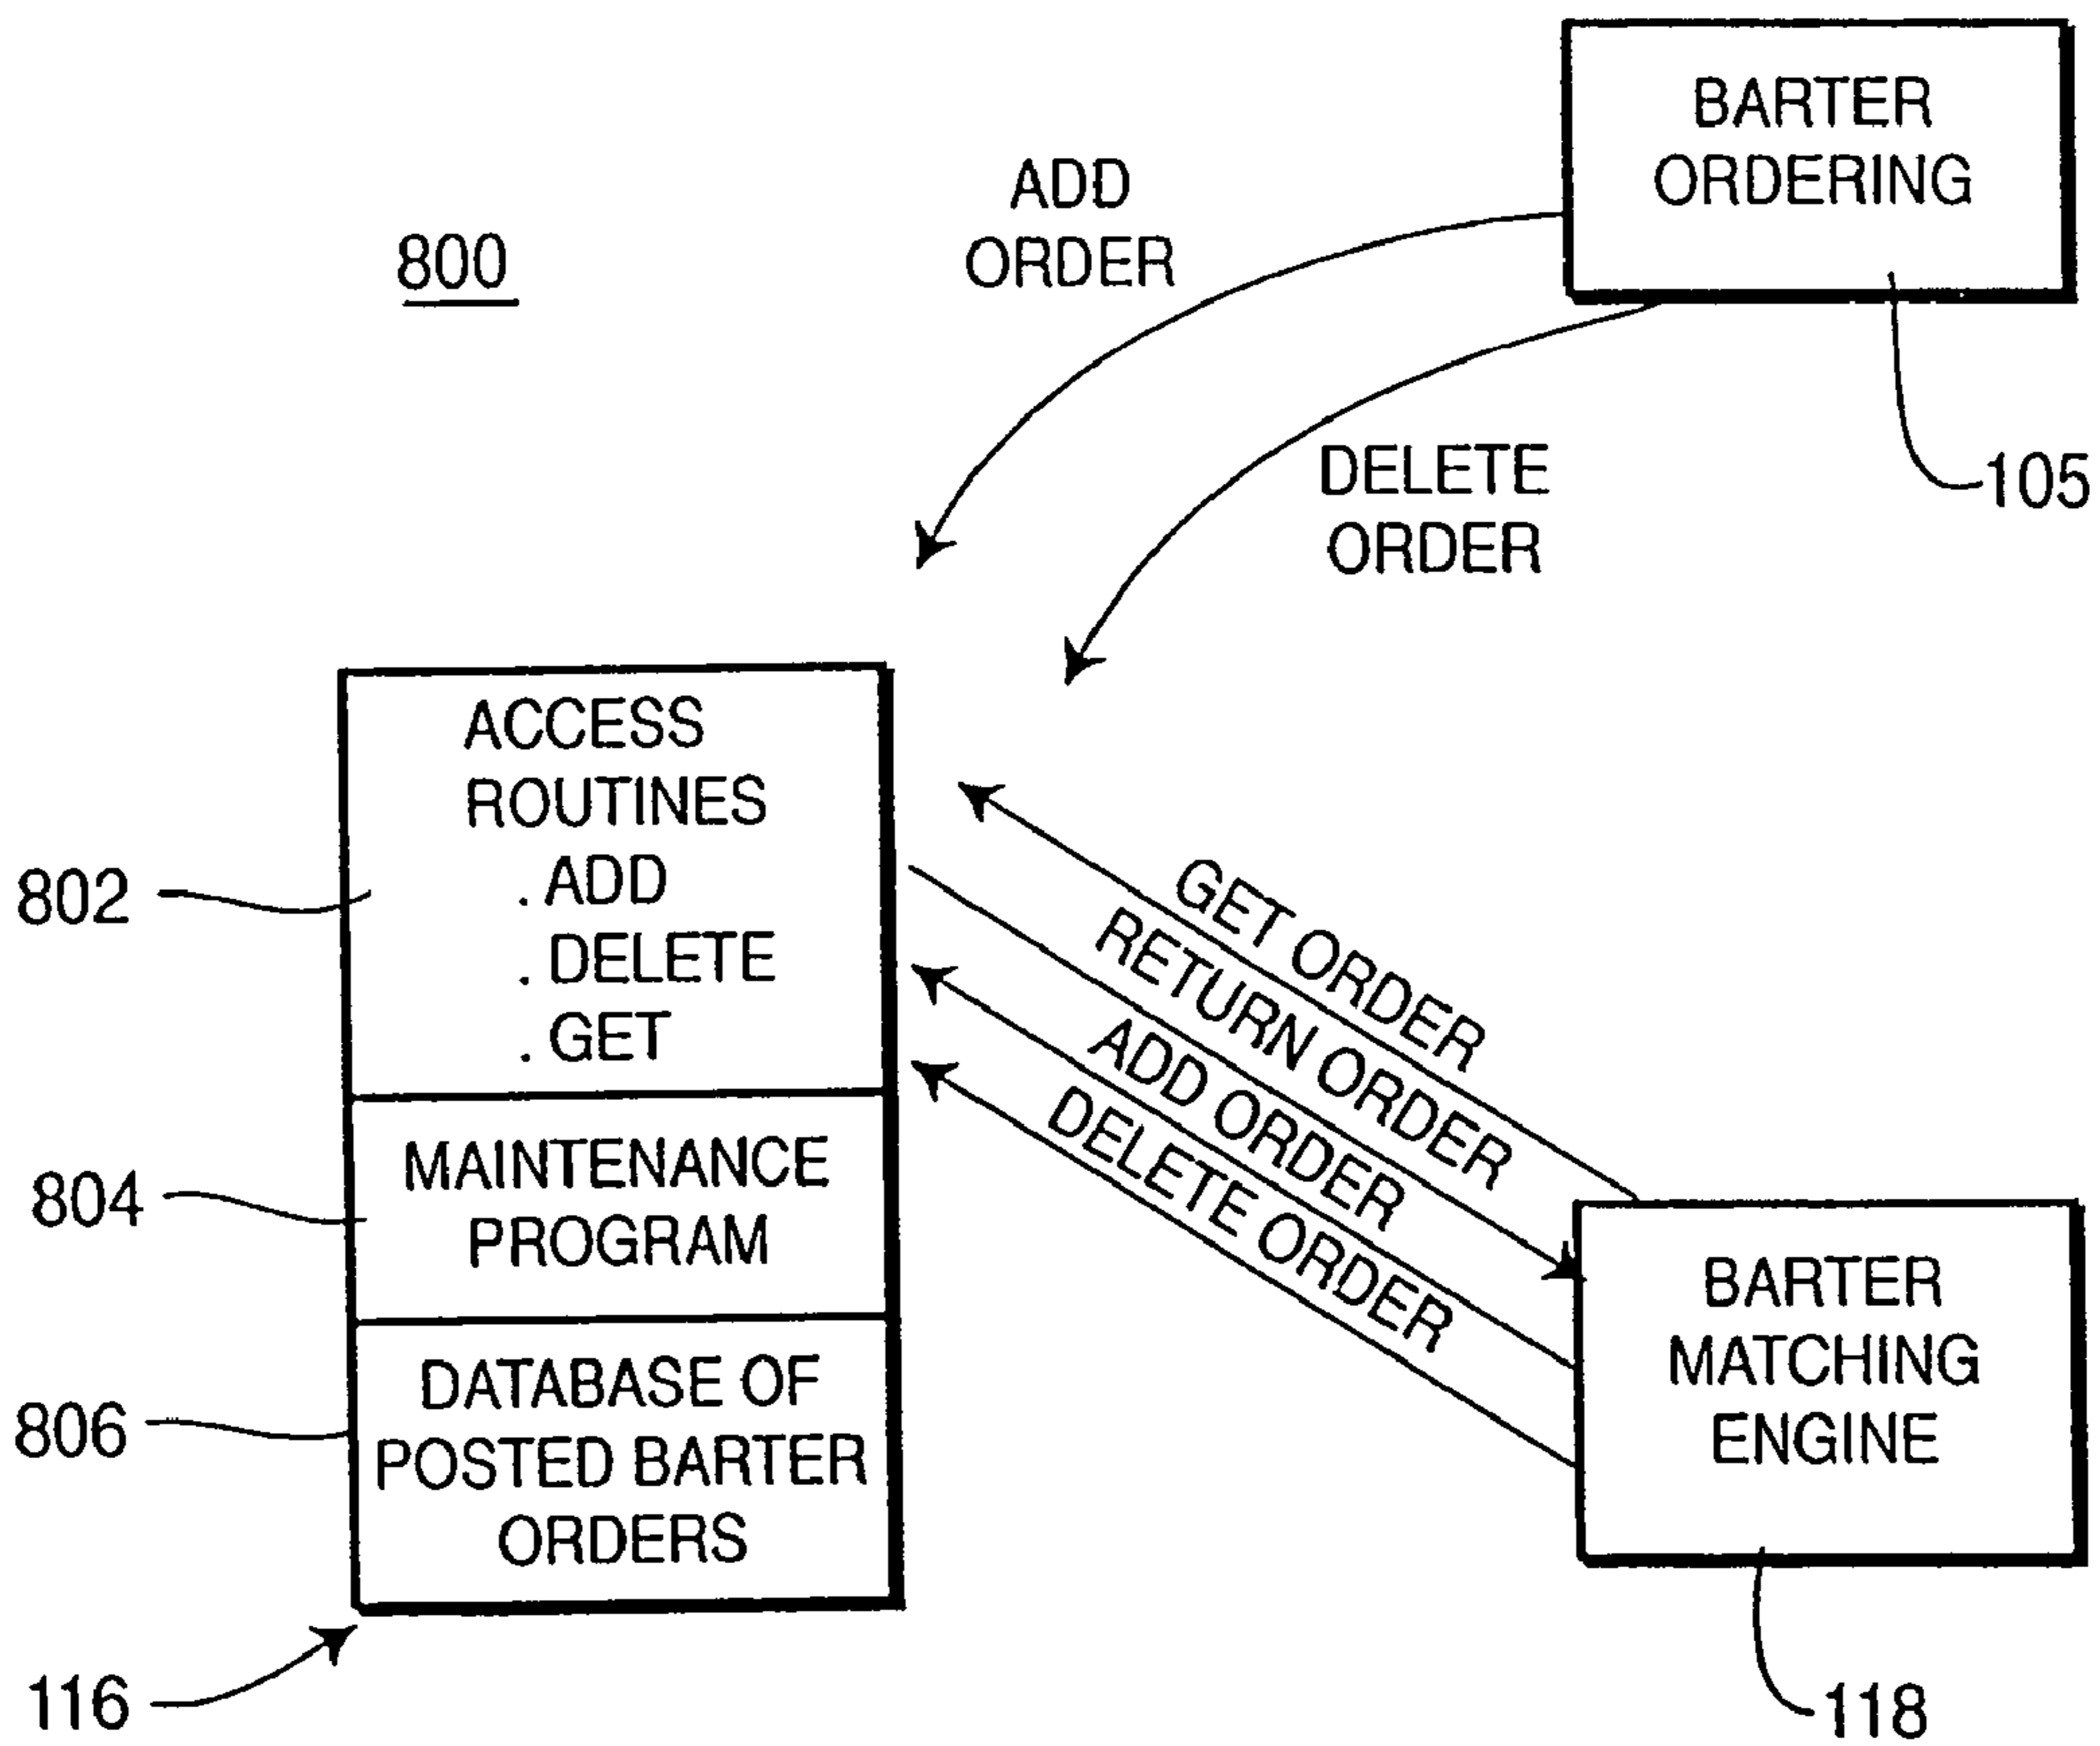 BARTER
ORDERING
ADD
ORDER
800
DELETE
ORDER
105
ACCESS
ROUTINES
. ADD
. DELETE
. GET
802
GET ORDER
RETURN ORDER
ADD ORDER
DELETE ORDER
MAINTENANCE
PROGRAM
804
DATABASE OF
POSTED BARTER
ORDERS
806
BARTER
MATCHING
ENGINE
116
118